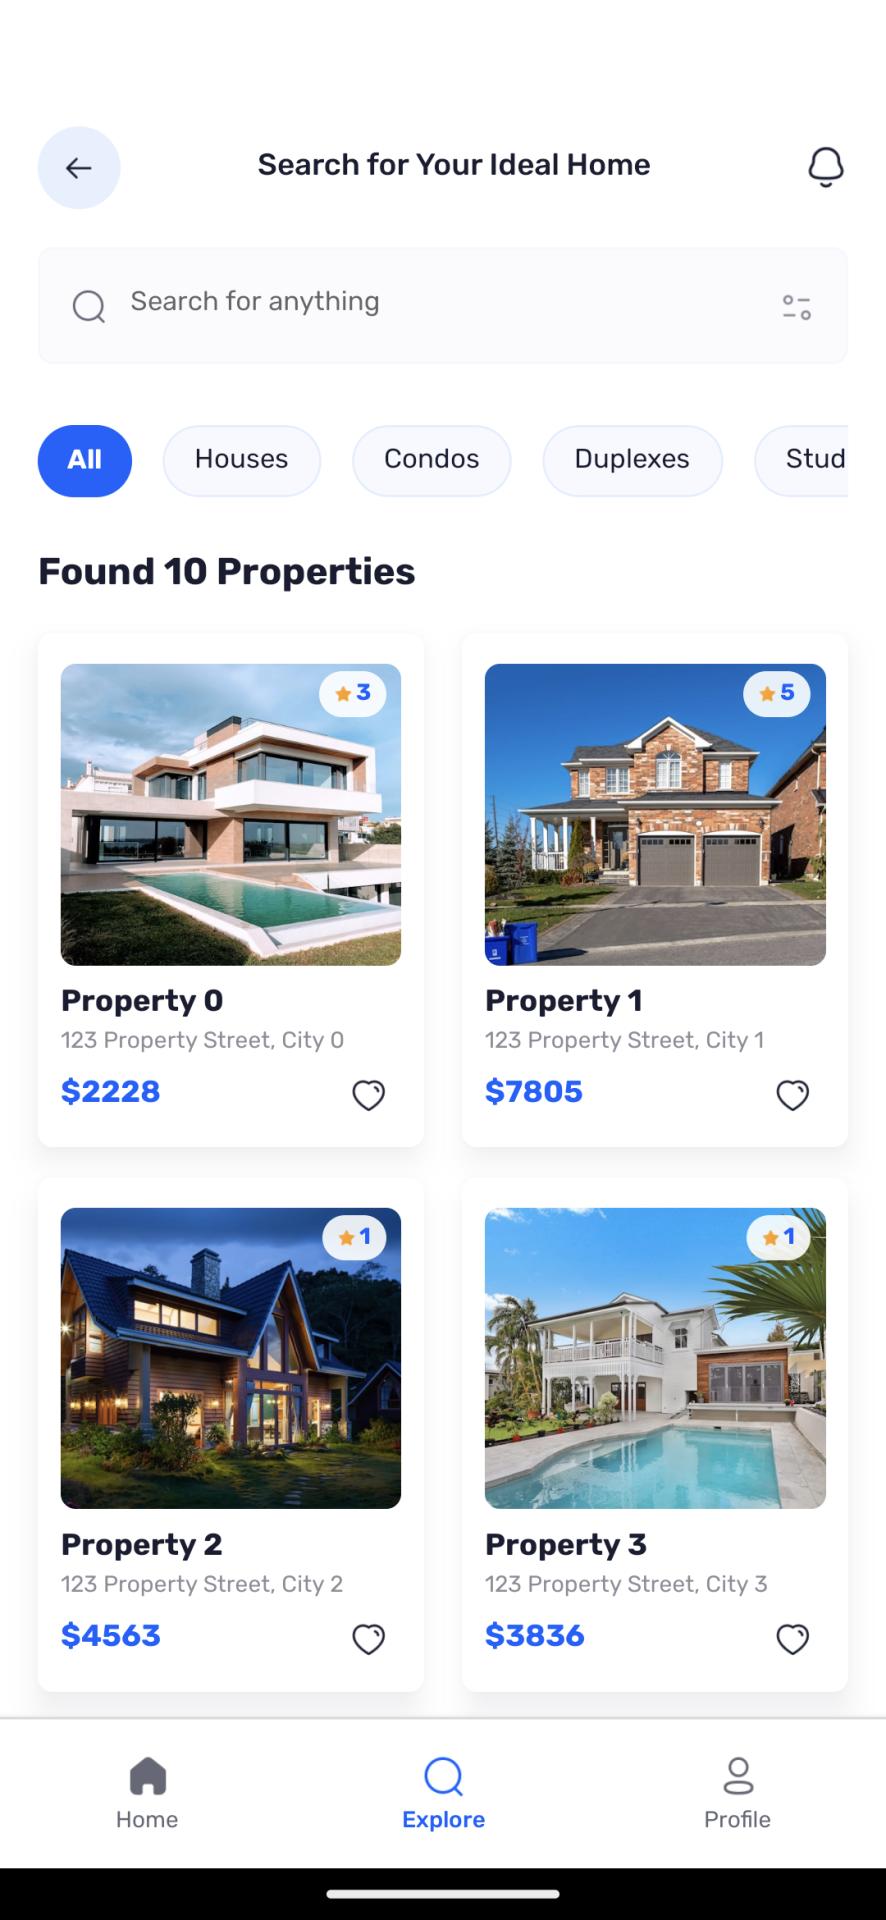 Search for Your Ideal Home
Search for anything
All
Houses
Condos
Duplexes
Stud
Found 10 Properties
3
5
Property 0
123 Property Street, City 0
$2228
Property 1
123 Property Street, City 1
$7805
1
1
Property 2
123 Property Street, City 2
$4563
Property 3
123 Property Street, City 3
$3836
Home
Explore
Profile